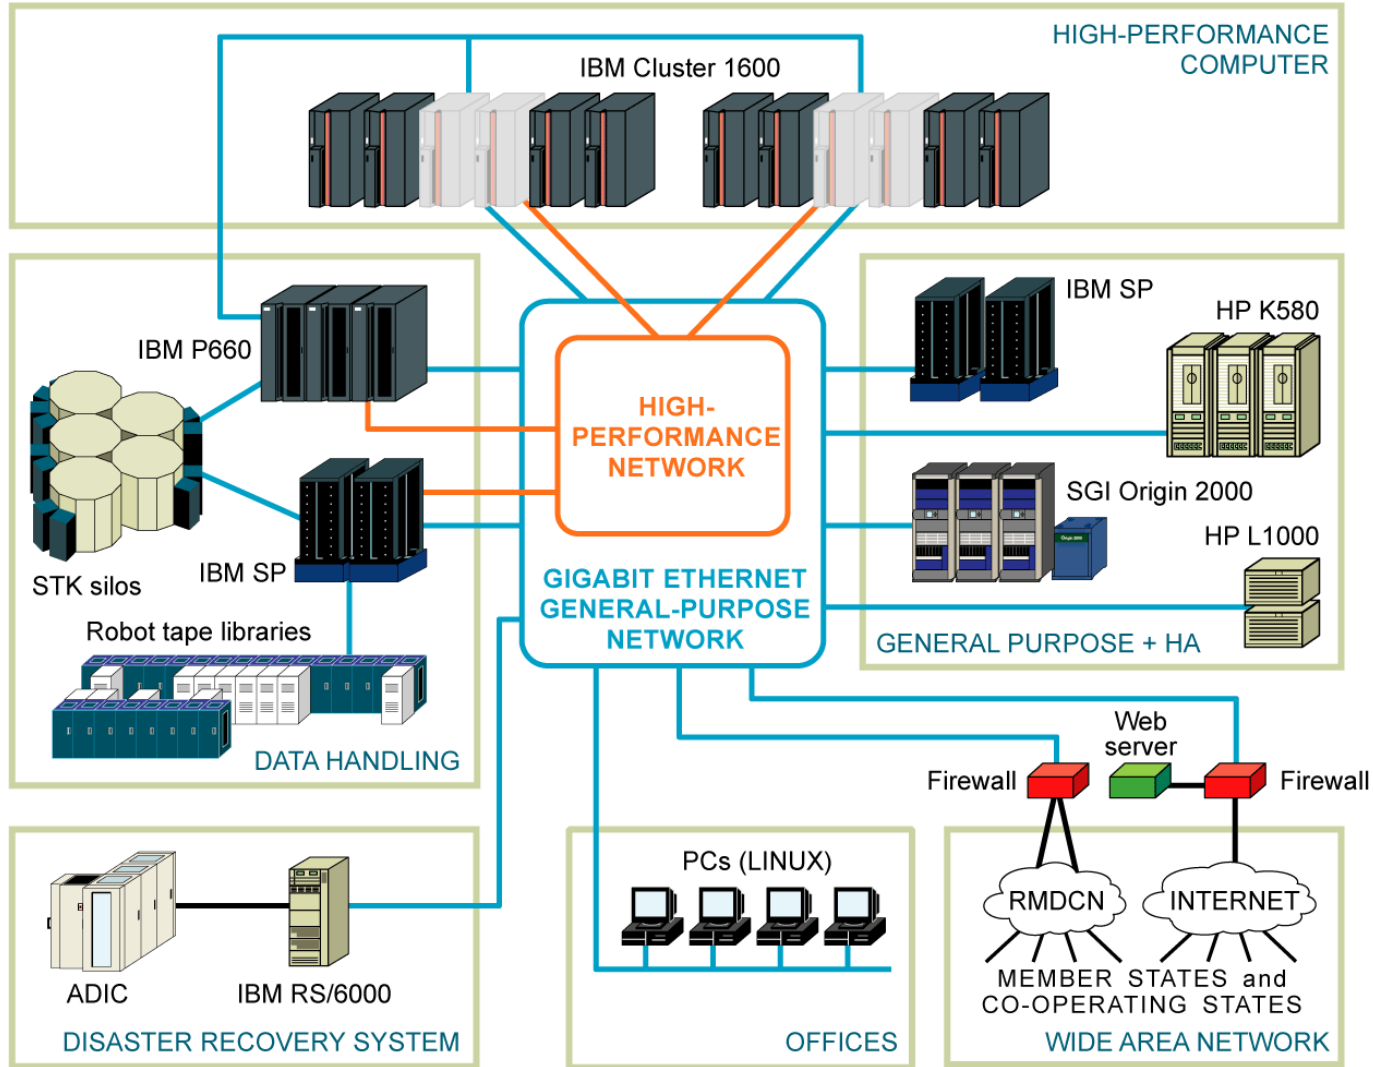 HIGH-PERFORMANCE
COMPUTER
IBM Cluster 1600
IBM P660
STK silos
IBM SP
Robot tape libraries
DATA HANDLING
HIGH-
PERFORMANCE
NETWORK
GIGABIT ETHERNET
GENERAL-PURPOSE
NETWORK
IBM SP
HP K580
SGI Origin 2000
Origin 2000
HP L1000
GENERAL PURPOSE + HA
Web
server
Firewall
Firewall
ADIC
IBM RS/6000
DISASTER RECOVERY SYSTEM
PCs (LINUX)
OFFICES
RMDCN
INTERNET
MEMBER STATES and
CO-OPERATING STATES
WIDE AREA NETWORK